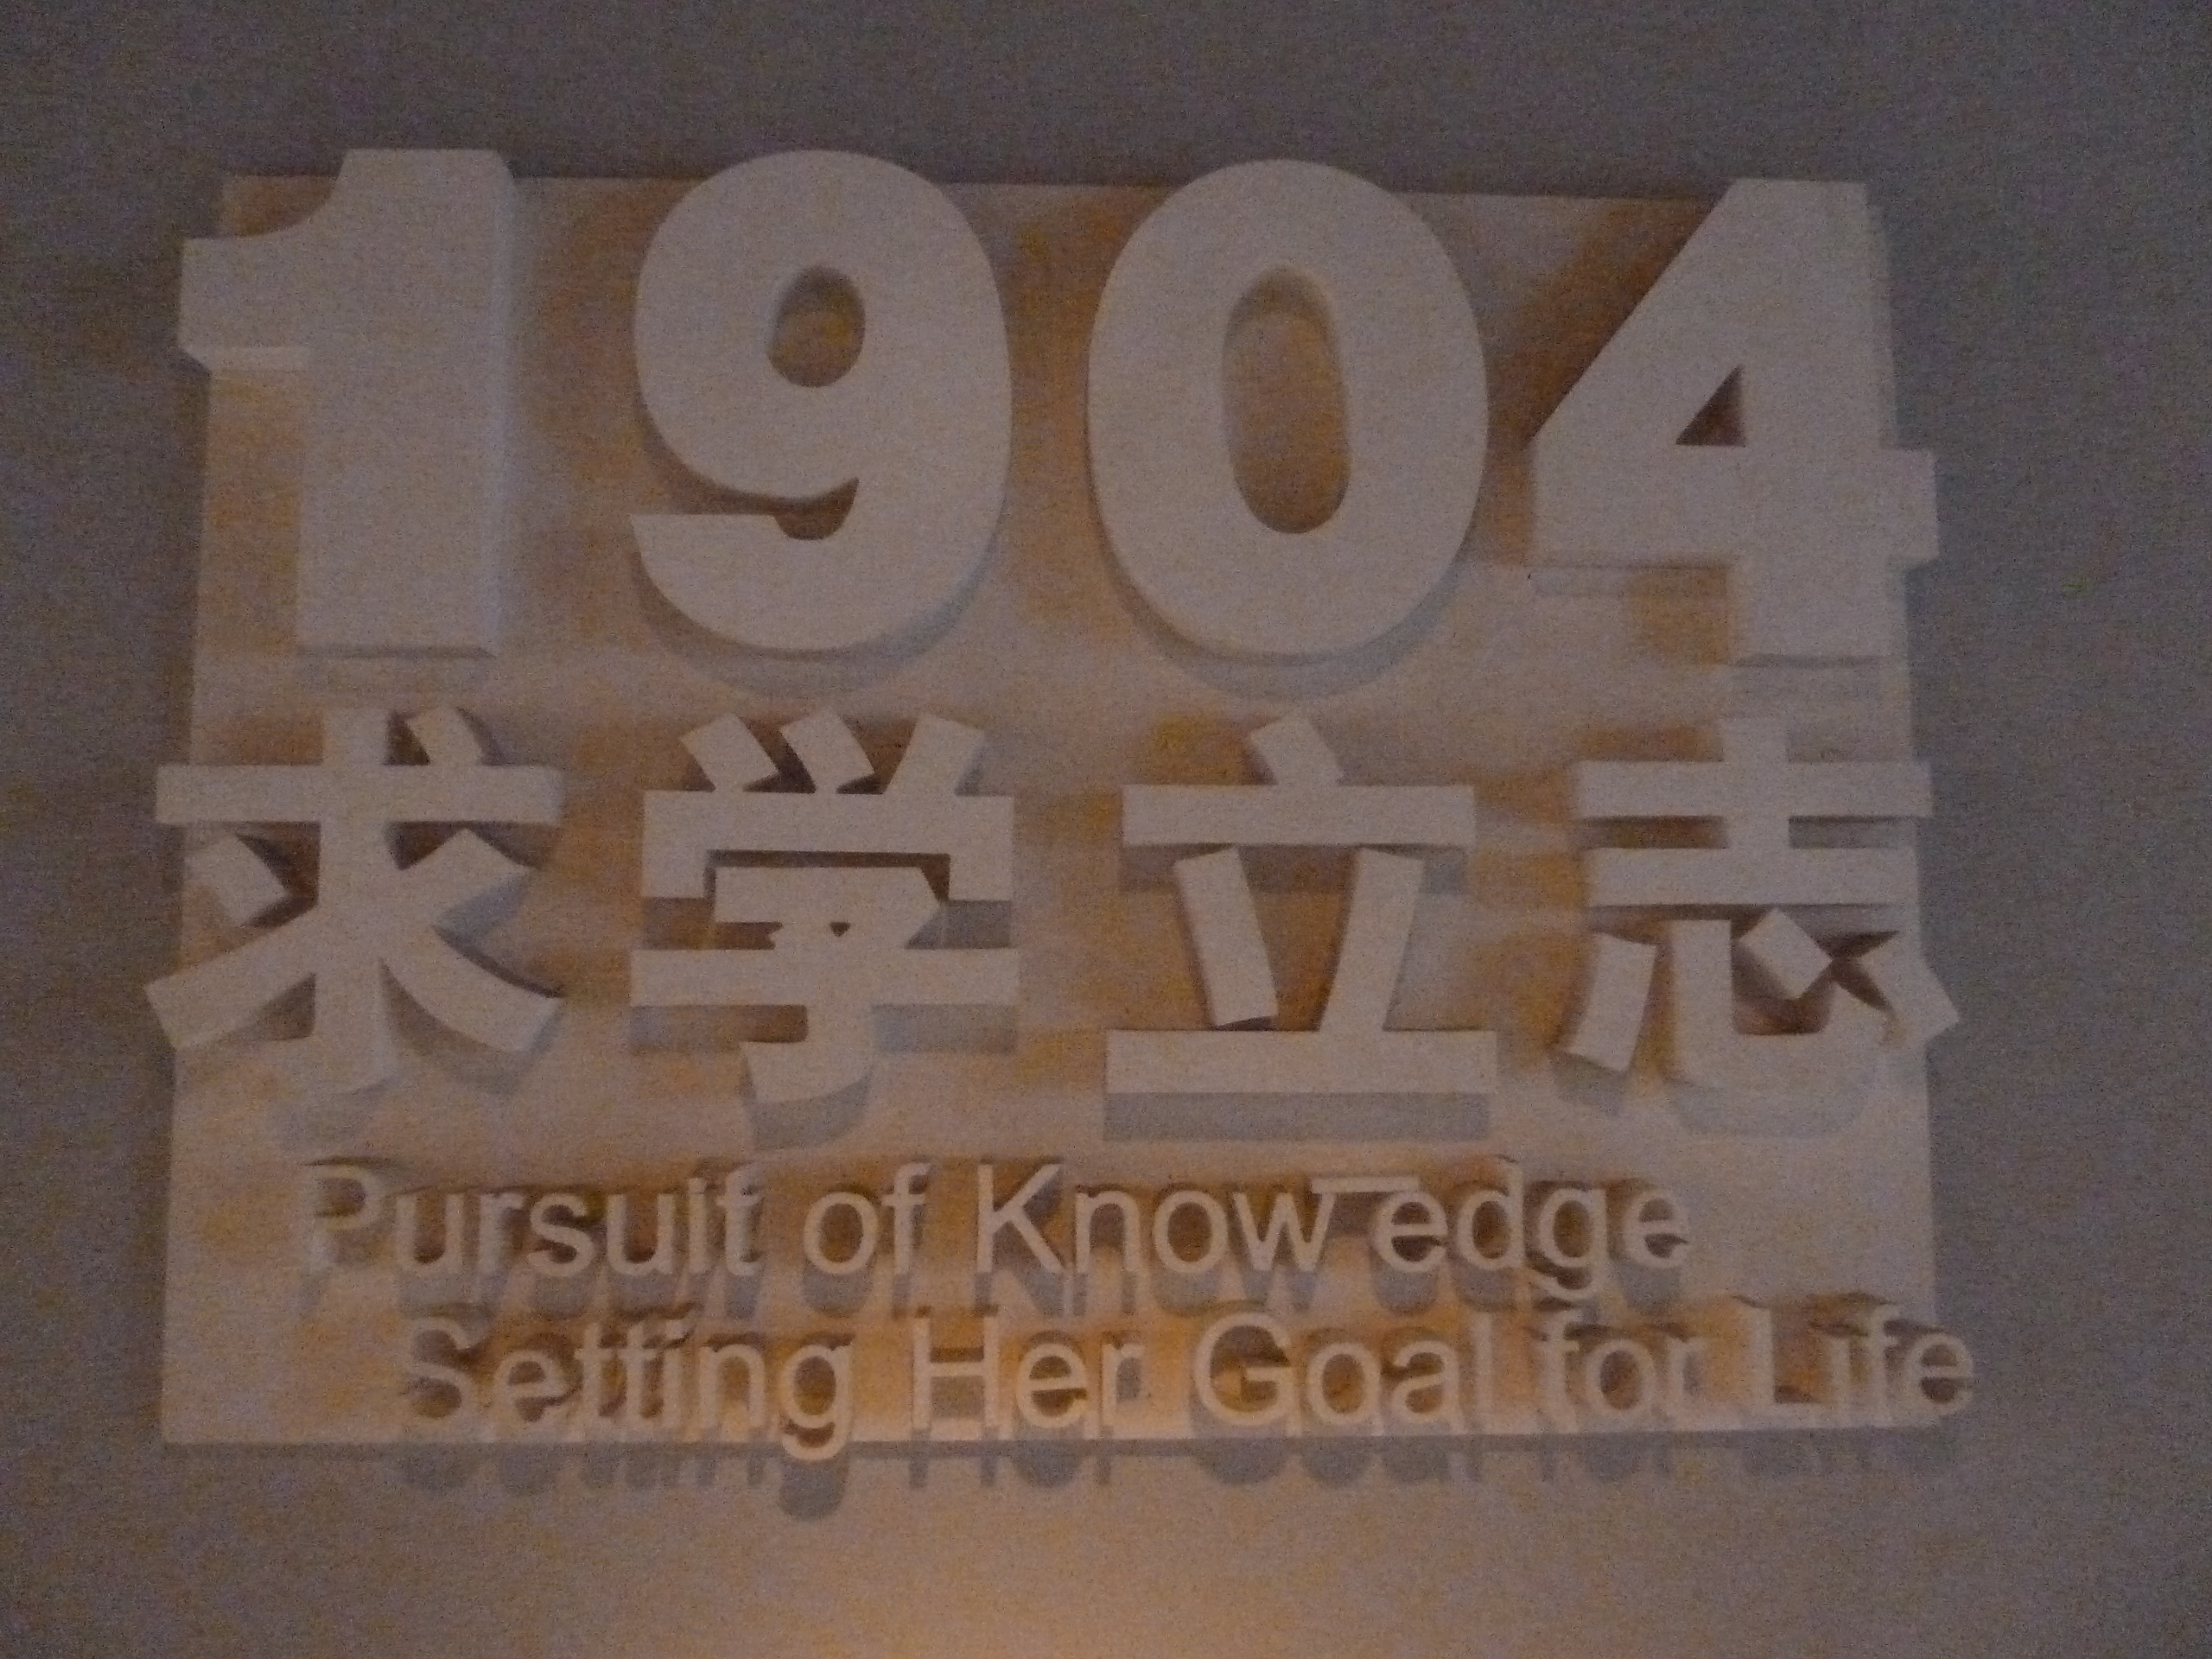 1904
求学立志
Pursuit of Knowledge
Setting Her Goal for Life